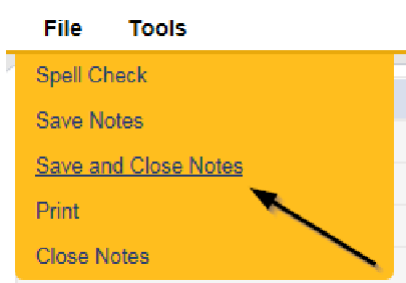 File Tools
Spell Check
Save Notes
Save and Close Notes
Print
Close Notes